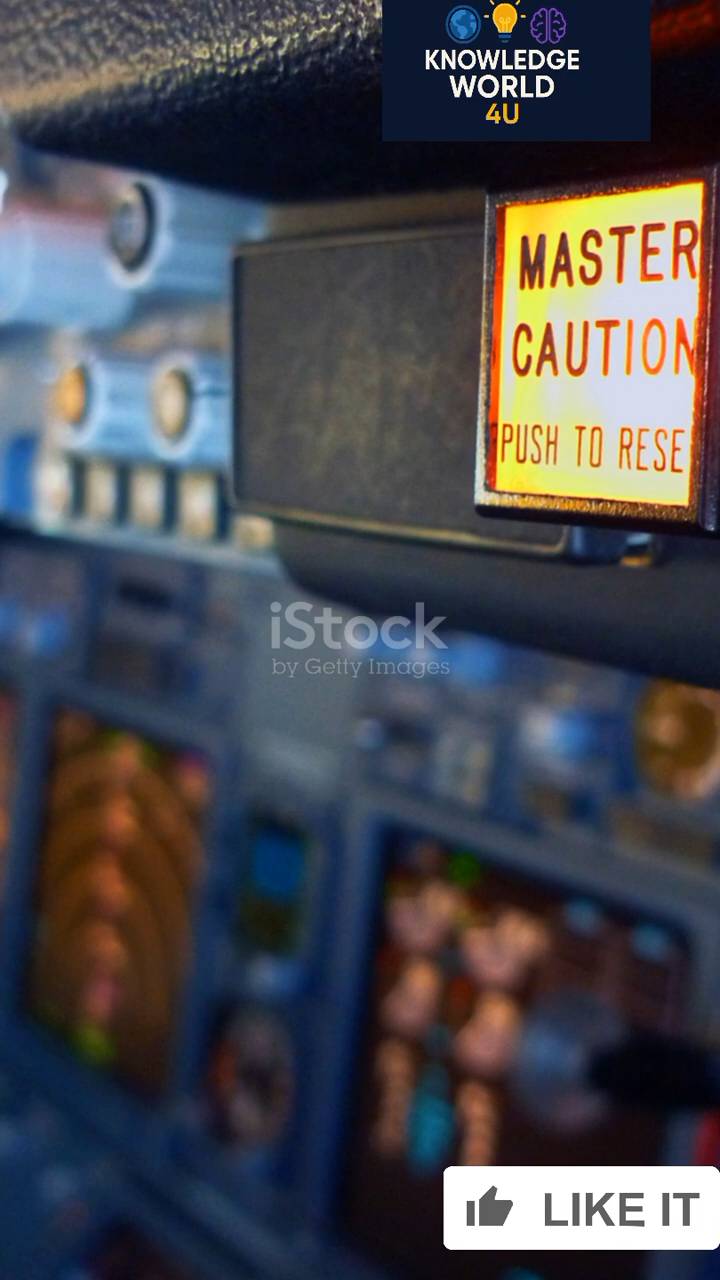 KNOWLEDGE
WORLD
4U
MASTER
CAUTION
PUSH TO RESE
iStock
by Getty Images
LIKE IT